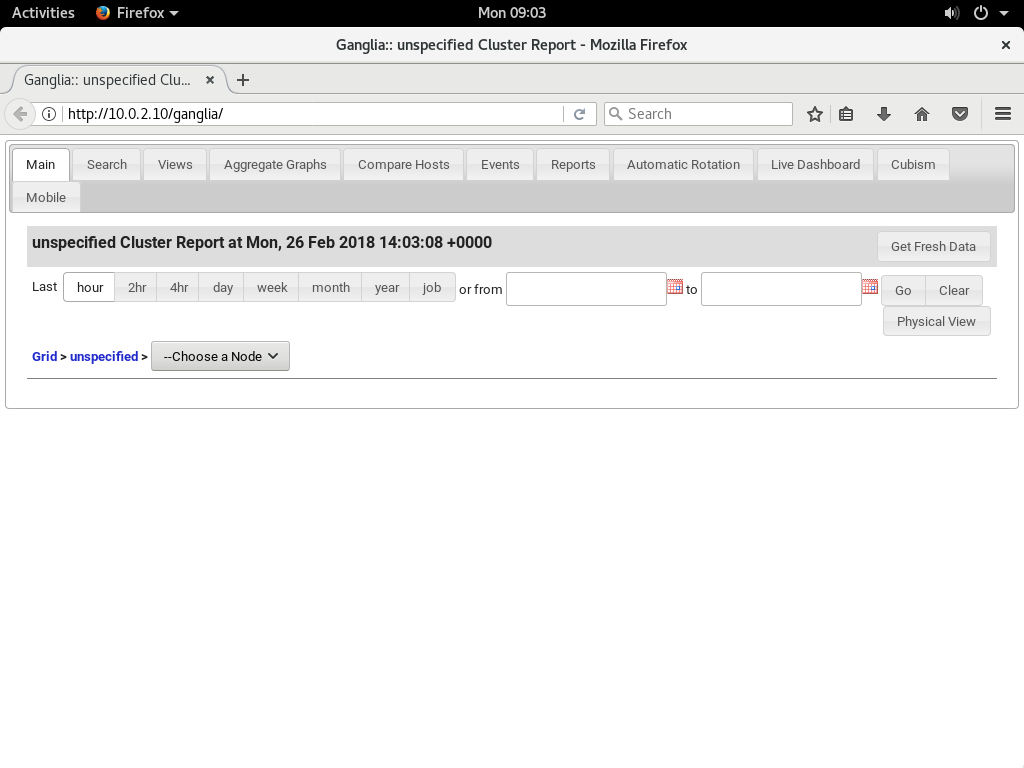 Activities Firefox Mon 09:03
Ganglia:: unspecified Cluster Report - Mozilla Firefox
Ganglia:: unspecified Clu...
http://10.0.2.10/ganglia/ Search
Main Search Views Aggregate Graphs Compare Hosts Events Reports Automatic Rotation Live Dashboard Cubism
Mobile
unspecified Cluster Report at Mon, 26 Feb 2018 14:03:08 +0000 Get Fresh Data
Last hour 2hr 4hr day week month year job or from to Go Clear
Physical View
Grid > unspecified > --Choose a Node